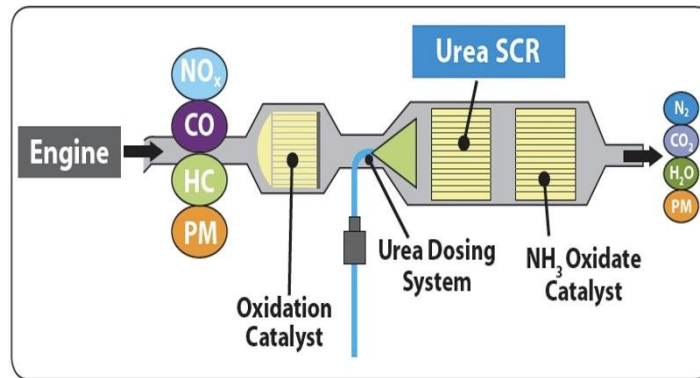 Engine
NOx
CO
HC
PM
Oxidation
Catalyst
Urea Dosing
System
Urea SCR
NH3 Oxidate
Catalyst
N2
CO2
H2O
PM